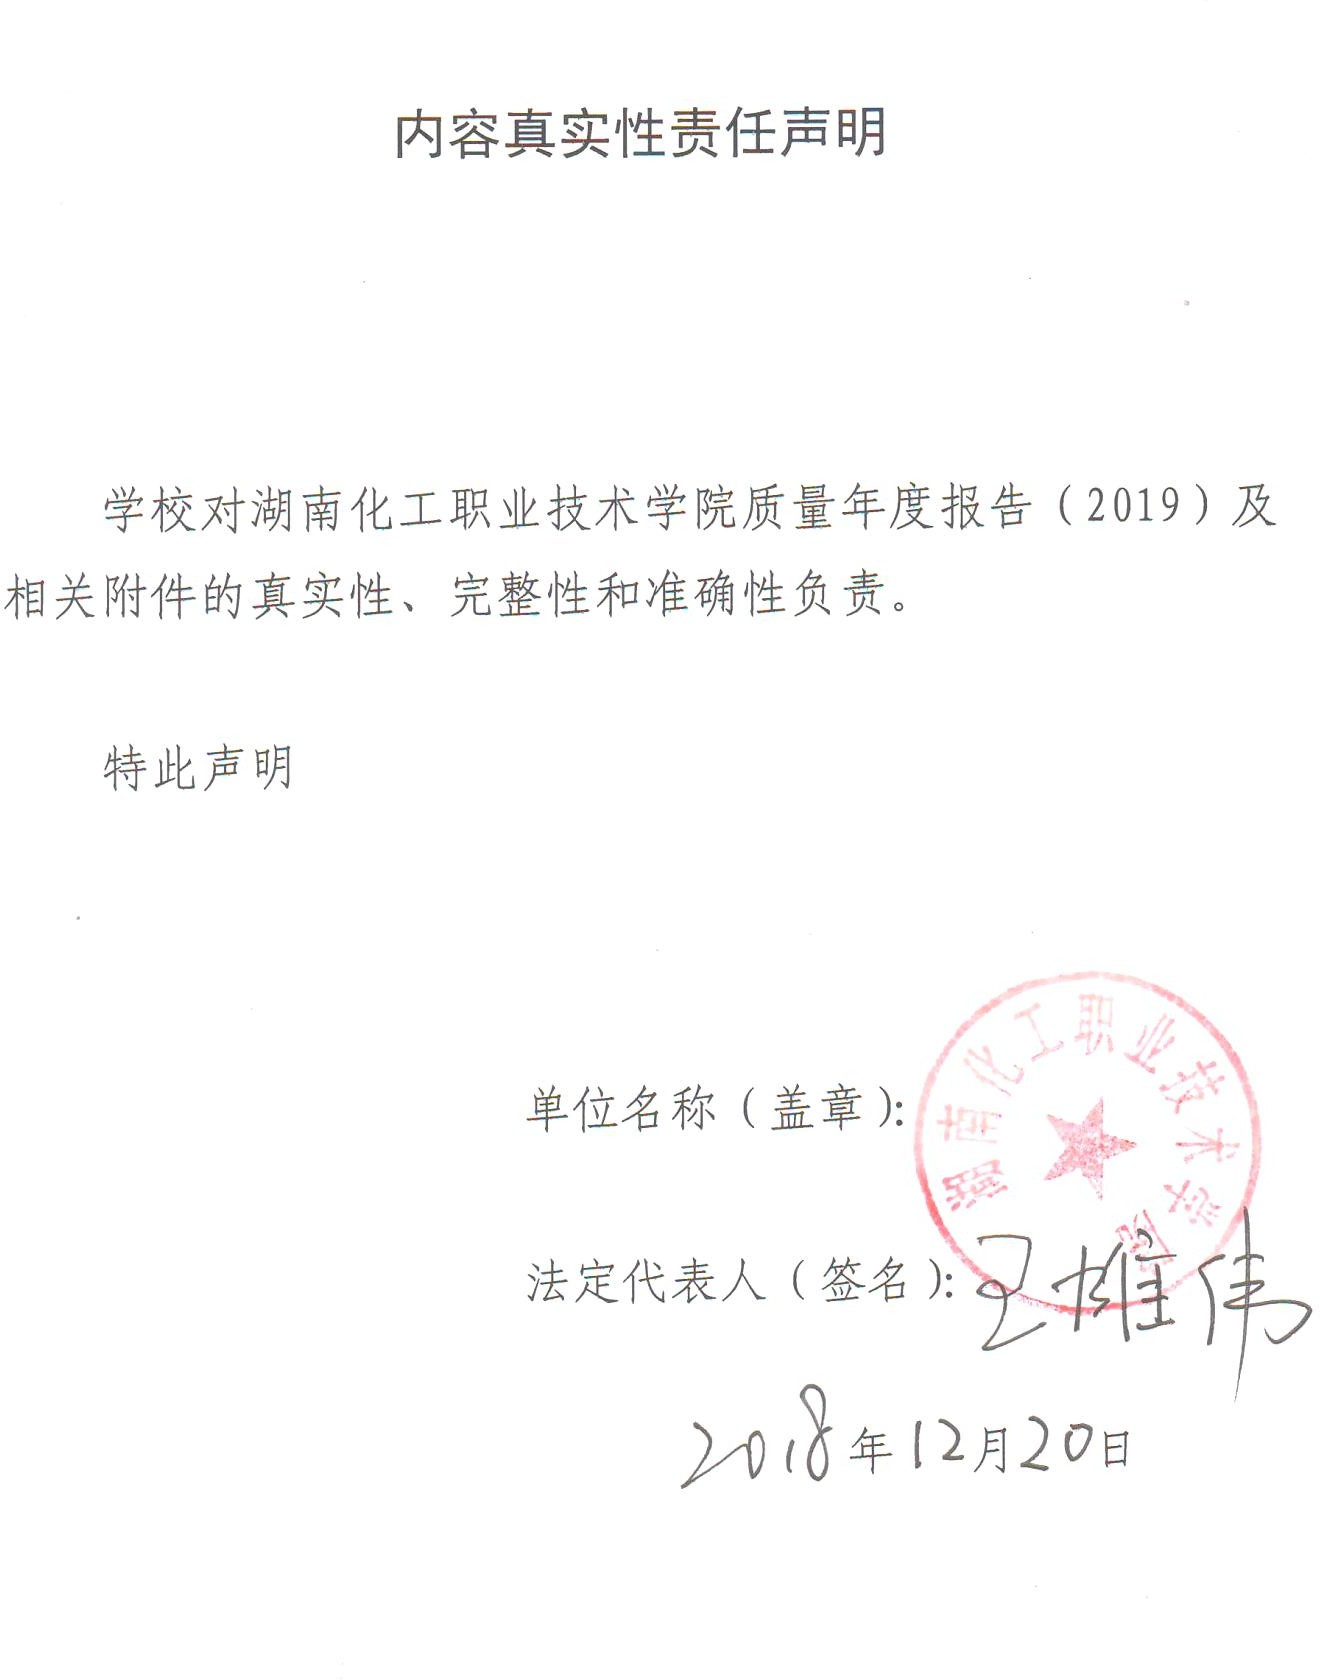 内容真实性责任声明
学校对湖南化工职业技术学院质量年度报告（2019）及
相关附件的真实性、完整性和准确性负责。
特此声明
单位名称（盖章）：
湖南化工职业技术学院
法定代表人（签名）：王雄伟
2018年12月20日